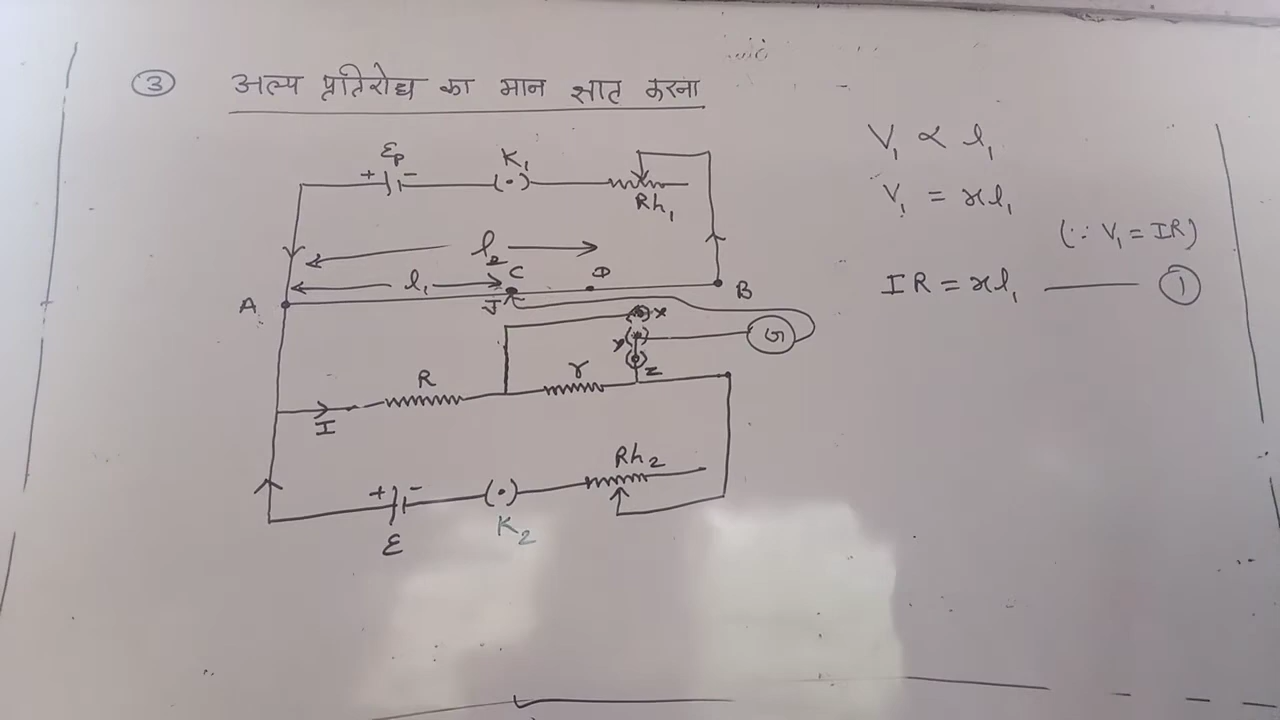 ③ अल्प प्रतिरोध का मान ज्ञात करना
Ep K₁
+ -
Rh₁
l₂
l₁ C D
A J B
x
y G
z
R r
I
Rh₂
+ -
ε K₂
V₁ ∝ l₁
V₁ = xl₁
(∵ V₁ = IR)
IR = xl₁ ——— ①